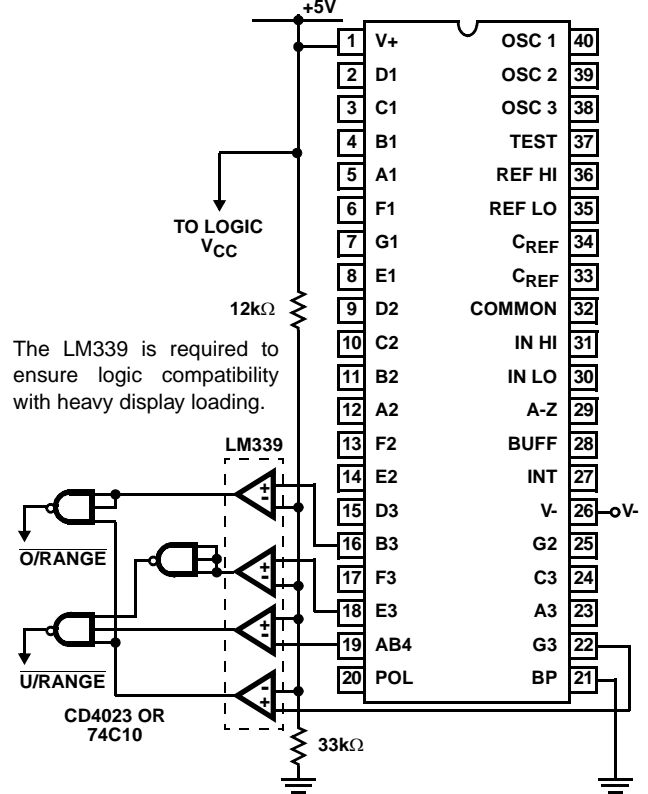 +5V
1 V+ OSC 1 40
2 D1 OSC 2 39
3 C1 OSC 3 38
4 B1 TEST 37
5 A1 REF HI 36
6 F1 REF LO 35
7 G1 CREF 34
8 E1 CREF 33
9 D2 COMMON 32
10 C2 IN HI 31
11 B2 IN LO 30
12 A2 A-Z 29
13 F2 BUFF 28
14 E2 INT 27
15 D3 V- 26 V-
16 B3 G2 25
17 F3 C3 24
18 E3 A3 23
19 AB4 G3 22
20 POL BP 21
TO LOGIC
VCC
12kΩ
The LM339 is required to
ensure logic compatibility
with heavy display loading.
LM339
+
-
+
-
+
-
-
+
O/RANGE
U/RANGE
CD4023 OR
74C10
33kΩ